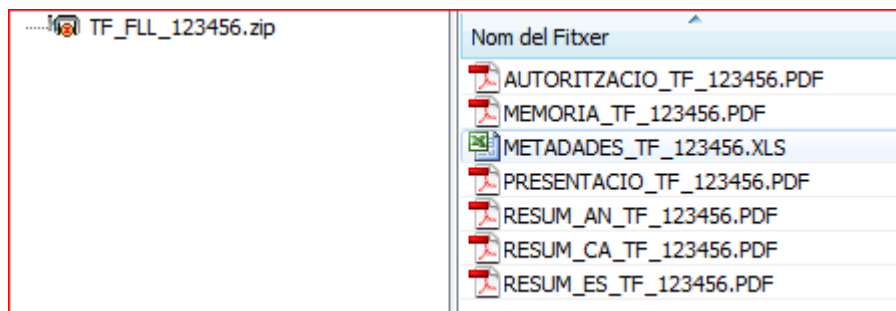 TF_FLL_123456.zip
Nom del Fitxer
AUTORITZACIO_TF_123456.PDF
MEMORIA_TF_123456.PDF
METADADES_TF_123456.XLS
PRESENTACIO_TF_123456.PDF
RESUM_AN_TF_123456.PDF
RESUM_CA_TF_123456.PDF
RESUM_ES_TF_123456.PDF